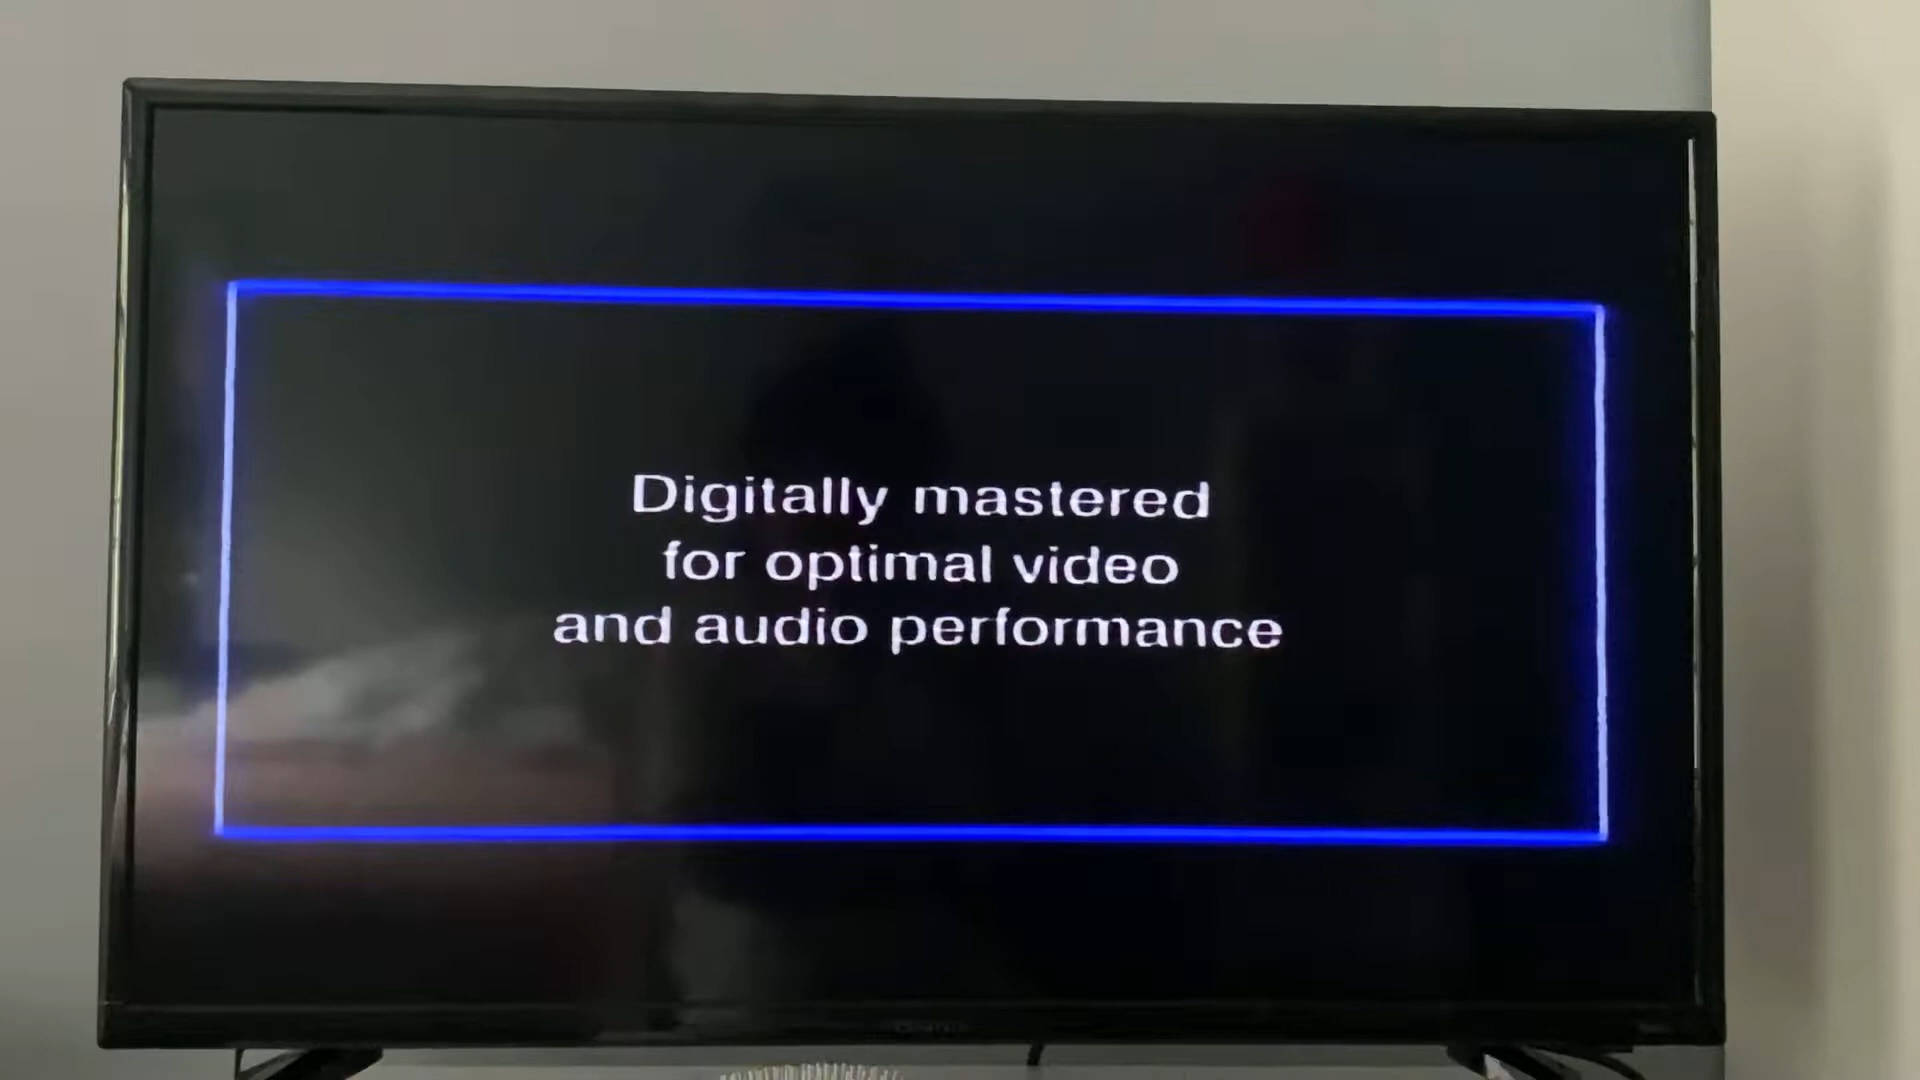 Digitally mastered
for optimal video
and audio performance